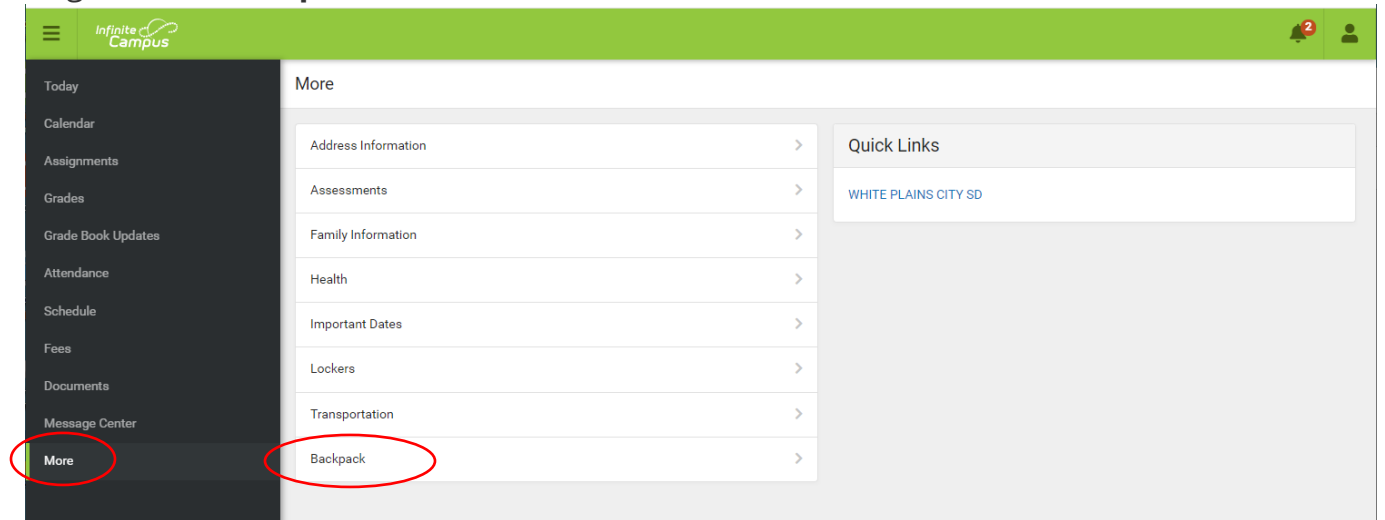 Infinite
Campus
2
Today
Calendar
Assignments
Grades
Grade Book Updates
Attendance
Schedule
Fees
Documents
Message Center
More
More
Address Information
Assessments
Family Information
Health
Important Dates
Lockers
Transportation
Backpack
Quick Links
WHITE PLAINS CITY SD